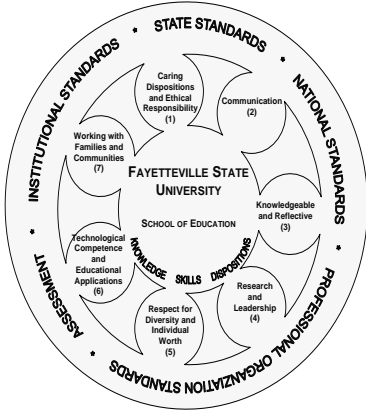 STATE STANDARDS
NATIONAL STANDARDS
PROFESSIONAL ORGANZIATION STANDARDS
ASSESSMENT
INSTITUTIONAL STANDARDS
Caring
Dispositions
and Ethical
Responsibility
(1)
Communication
(2)
Knowledgeable
and Reflective
(3)
Research
and
Leadership
(4)
Respect for
Diversity and
Individual
Worth
(5)
Technological
Competence
and
Educational
Applications
(6)
Working with
Families and
Communities
(7)
FAYETTEVILLE STATE
UNIVERSITY
SCHOOL OF EDUCATION
KNOWLEDGE SKILLS DISPOSITIONS